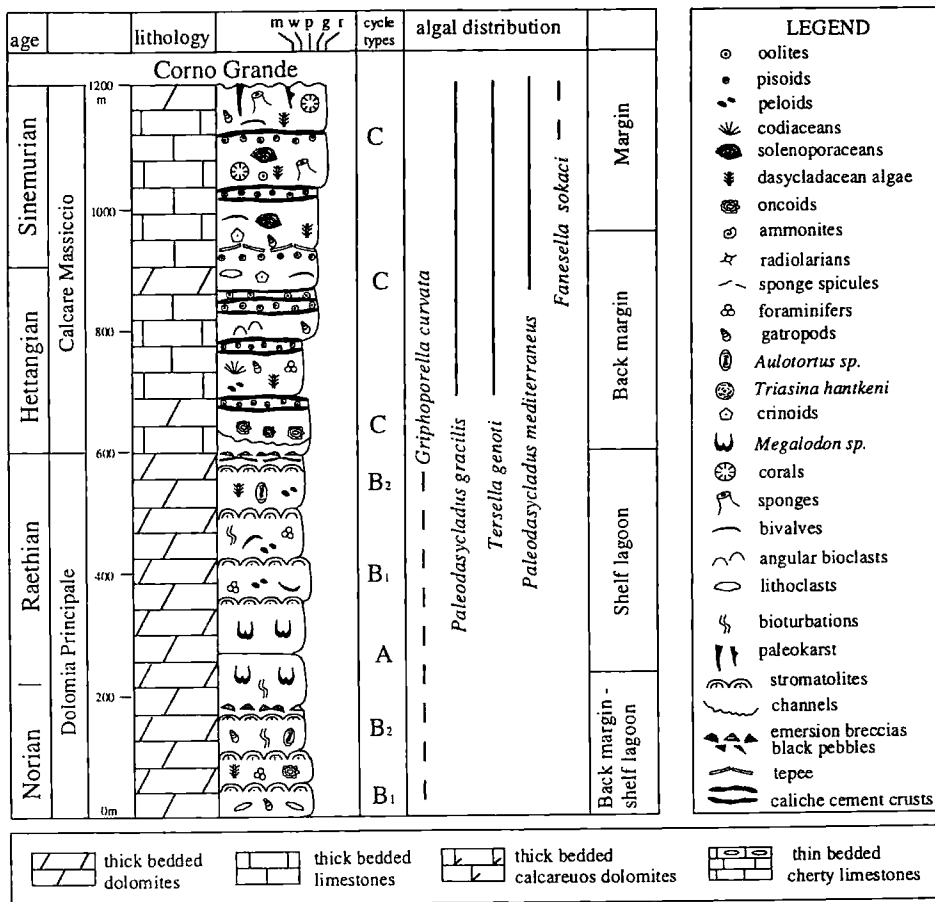 age
lithology
m w p g r
cycle
types
algal distribution
Corno Grande
1200
m
1000
800
600
400
200
0m
Sinemurian
Hettangian
Raethian
Norian
Calcare Massiccio
Dolomia Principale
C
C
C
B2
B1
A
B2
B1
Griphoporella curvata
Paleodasycladus gracilis
Tersella genoti
Paleodasycladus mediterraneus
Fanesella sokaci
Margin
Back margin
Shelf lagoon
Back margin -
shelf lagoon
LEGEND
oolites
pisoids
peloids
codiaceans
solenoporaceans
dasycladacean algae
oncoids
ammonites
radiolarians
sponge spicules
foraminifers
gatropods
Aulotortus sp.
Triasina hantkeni
crinoids
Megalodon sp.
corals
sponges
bivalves
angular bioclasts
lithoclasts
bioturbations
paleokarst
stromatolites
channels
emersion breccias
black pebbles
tepee
caliche cement crusts
thick bedded
dolomites
thick bedded
limestones
thick bedded
calcareuos dolomites
thin bedded
cherty limestones